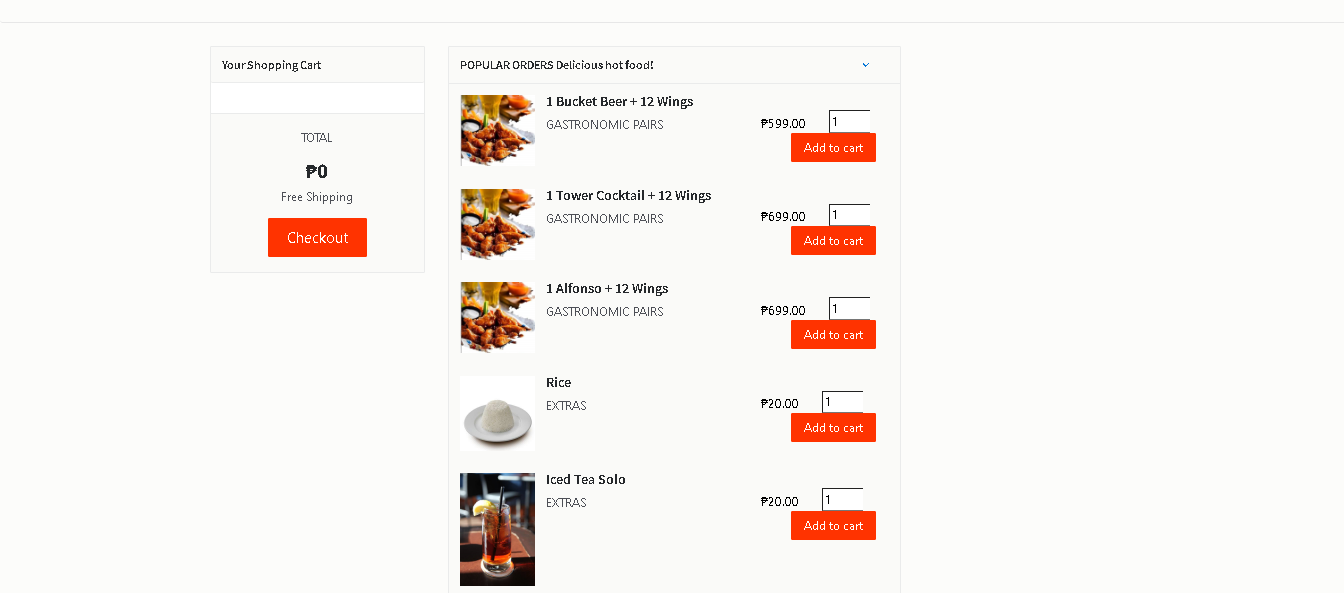 Your Shopping Cart
TOTAL
₱0
Free Shipping
Checkout
POPULAR ORDERS Delicious hot food!
1 Bucket Beer + 12 Wings
GASTRONOMIC PAIRS
₱599.00 1
Add to cart
1 Tower Cocktail + 12 Wings
GASTRONOMIC PAIRS
₱699.00 1
Add to cart
1 Alfonso + 12 Wings
GASTRONOMIC PAIRS
₱699.00 1
Add to cart
Rice
EXTRAS
₱20.00 1
Add to cart
Iced Tea Solo
EXTRAS
₱20.00 1
Add to cart